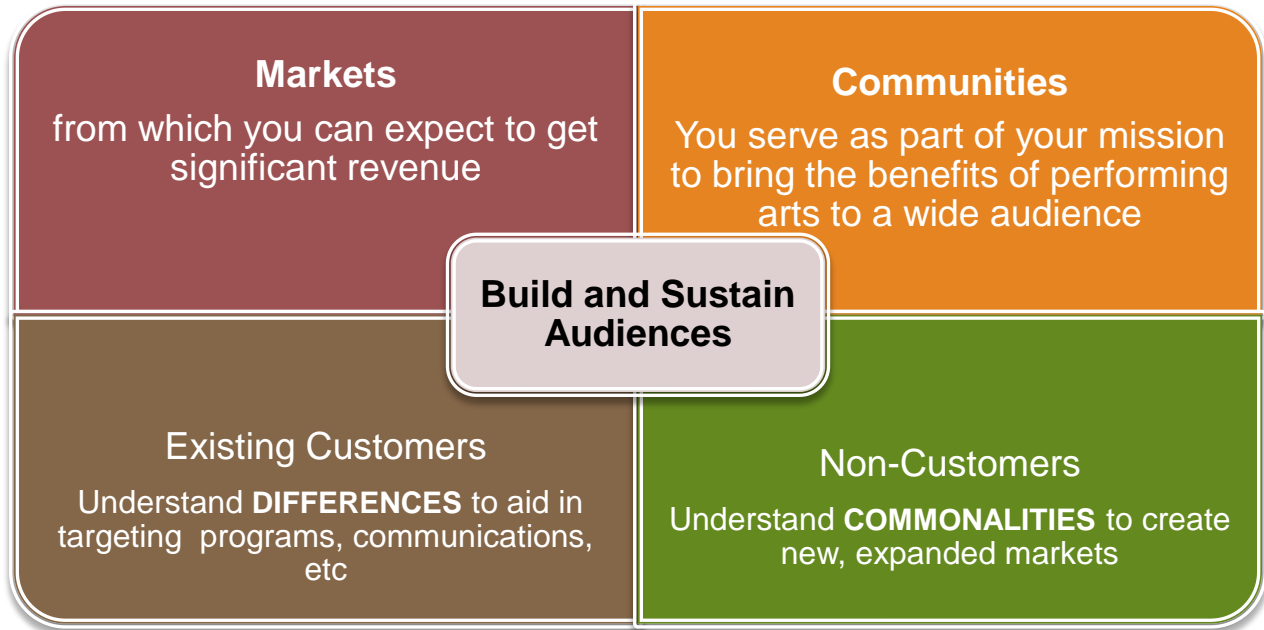 Markets
from which you can expect to get
significant revenue
Communities
You serve as part of your mission
to bring the benefits of performing
arts to a wide audience
Build and Sustain
Audiences
Existing Customers
Understand DIFFERENCES to aid in
targeting  programs, communications,
etc
Non-Customers
Understand COMMONALITIES to create
new, expanded markets